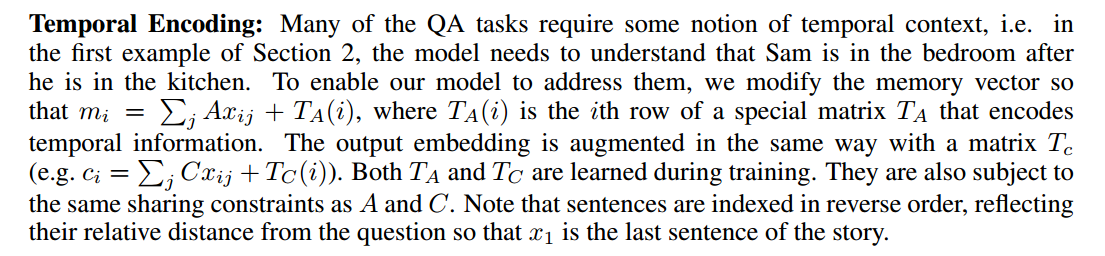 Temporal Encoding: Many of the QA tasks require some notion of temporal context, i.e. in
the first example of Section 2, the model needs to understand that Sam is in the bedroom after
he is in the kitchen. To enable our model to address them, we modify the memory vector so
that m_i = ∑_j Ax_{ij} + T_A(i), where T_A(i) is the ith row of a special matrix T_A that encodes
temporal information. The output embedding is augmented in the same way with a matrix T_c
(e.g. c_i = ∑_j Cx_{ij} + T_C(i)). Both T_A and T_C are learned during training. They are also subject to
the same sharing constraints as A and C. Note that sentences are indexed in reverse order, reflecting
their relative distance from the question so that x_1 is the last sentence of the story.